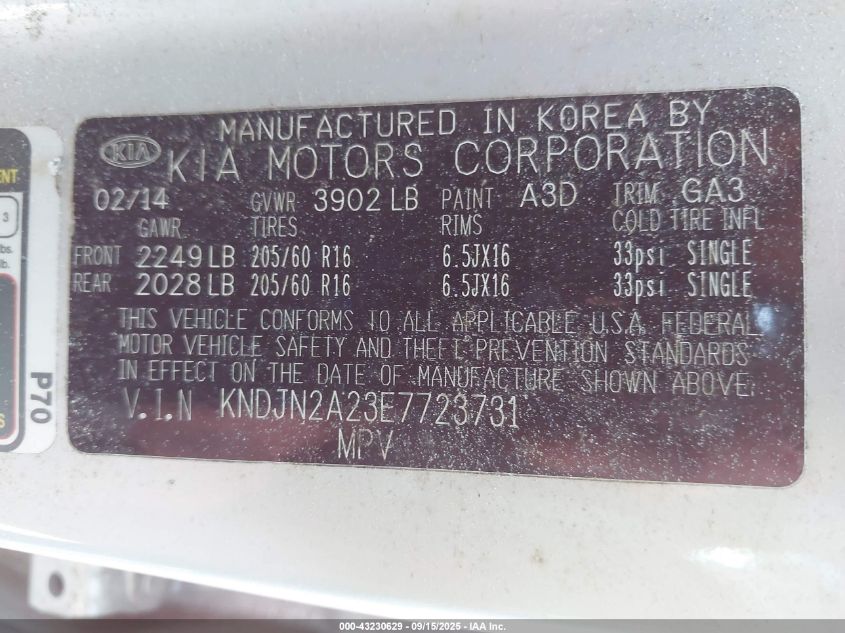 MANUFACTURED IN KOREA BY
KIA KIA MOTORS CORPORATION
02/14 GVWR 3902 LB PAINT A3D TRIM GA3
GAWR TIRES RIMS COLD TIRE INFL
FRONT 2249 LB 205/60 R16 6.5JX16 33psi SINGLE
REAR 2028 LB 205/60 R16 6.5JX16 33psi SINGLE
THIS VEHICLE CONFORMS TO ALL APPLICABLE U.S.A. FEDERAL
MOTOR VEHICLE SAFETY AND THEFT PREVENTION STANDARDS
IN EFFECT ON THE DATE OF MANUFACTURE SHOWN ABOVE.
V.I.N KNDJN2A23E7723731
MPV
ENT
3
lbs.
lb.
P70
S
000-43230629 - 09/15/2025 - IAA Inc.